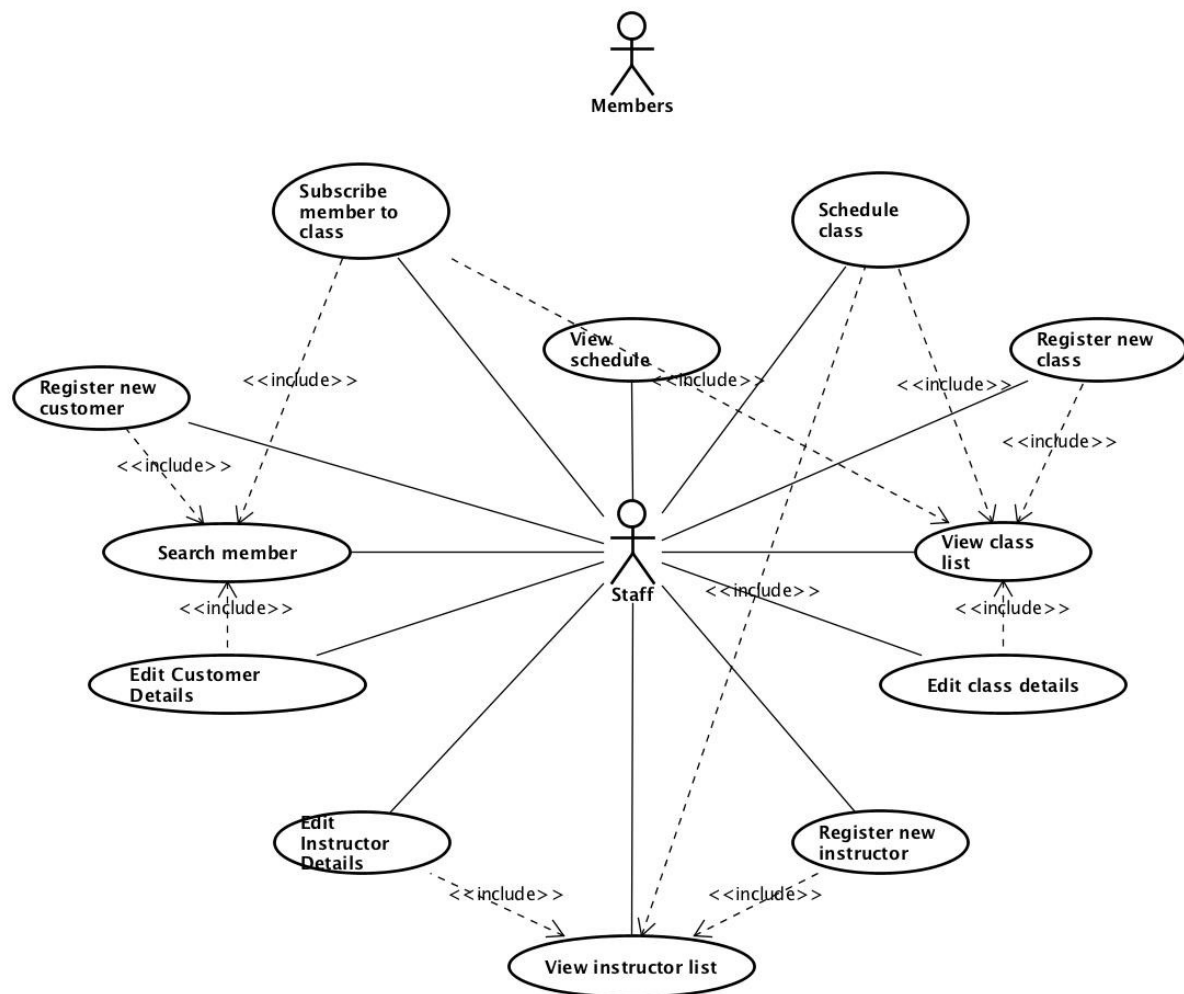 Members
Subscribe
member to
class
Schedule
class
View
schedule
Register new
class
Register new
customer
<<include>>
<<include>>
<<include>>
<<include>>
<<include>>
Search member
Staff
View class
list
<<include>>
<<include>>
<<include>>
Edit Customer
Details
Edit class details
Edit
Instructor
Details
Register new
instructor
<<include>>
<<include>>
View instructor list